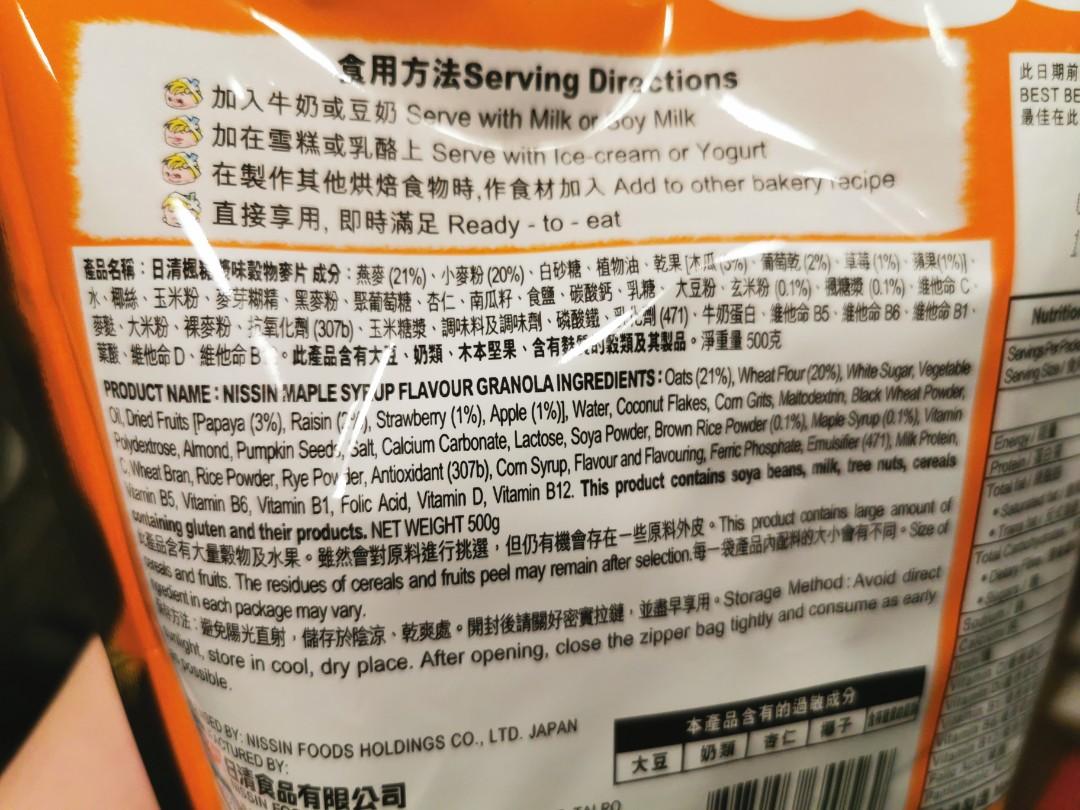 食用方法Serving Directions
加入牛奶或豆奶 Serve with Milk or Soy Milk
加在雪糕或乳酪上 Serve with Ice-cream or Yogurt
在製作其他烘焙食物時,作食材加入 Add to other bakery recipe
直接享用, 即時滿足 Ready - to - eat
產品名稱：日清楓糖漿味穀物麥片 成分：燕麥 (21%)、小麥粉 (20%)、白砂糖、植物油、乾果 [木瓜 (3%)、葡萄乾 (2%)、草莓 (1%)、蘋果(1%)]、
水、椰絲、玉米粉、麥芽糊精、黑麥粉、聚葡萄糖、杏仁、南瓜籽、食鹽、碳酸鈣、乳糖、大豆粉、玄米粉 (0.1%)、楓糖漿 (0.1%)、維他命 C、
麥麩、大米粉、裸麥粉、抗氧化劑 (307b)、玉米糖漿、調味料及調味劑、磷酸鐵、乳化劑 (471)、牛奶蛋白、維他命 B5、維他命 B6、維他命 B1、
葉酸、維他命 D、維他命 B12。此產品含有大豆、奶類、木本堅果、含有麩質的穀類及其製品。淨重量 500克
PRODUCT NAME : NISSIN MAPLE SYRUP FLAVOUR GRANOLA INGREDIENTS : Oats (21%), Wheat Flour (20%), White Sugar, Vegetable
Oil, Dried Fruits [Papaya (3%), Raisin (2%), Strawberry (1%), Apple (1%)], Water, Coconut Flakes, Corn Grits, Maltodextrin, Black Wheat Powder,
Polydextrose, Almond, Pumpkin Seeds, Salt, Calcium Carbonate, Lactose, Soya Powder, Brown Rice Powder (0.1%), Maple Syrup (0.1%), Vitamin
C, Wheat Bran, Rice Powder, Rye Powder, Antioxidant (307b), Corn Syrup, Flavour and Flavouring, Ferric Phosphate, Emulsifier (471), Milk Protein,
Vitamin B5, Vitamin B6, Vitamin B1, Folic Acid, Vitamin D, Vitamin B12. This product contains soya beans, milk, tree nuts, cereals
containing gluten and their products. NET WEIGHT 500g
此產品含有大量穀物及水果。雖然會對原料進行挑選，但仍有機會存在一些原料外皮。This product contains large amount of
cereals and fruits. The residues of cereals and fruits peel may remain after selection.每一袋產品內配料的大小會有不同。Size of
ingredient in each package may vary.
方法：避免陽光直射，儲存於陰涼、乾爽處。開封後請關好密實拉鏈，並盡早享用。Storage Method : Avoid direct
sunlight, store in cool, dry place. After opening, close the zipper bag tightly and consume as early
as possible.
BY: NISSIN FOODS HOLDINGS CO., LTD. JAPAN
BY:
日清食品有限公司
本產品含有的過敏成分
大豆 奶類 杏仁 椰子
此日期前
BEST BE
最佳在此
Nutrition